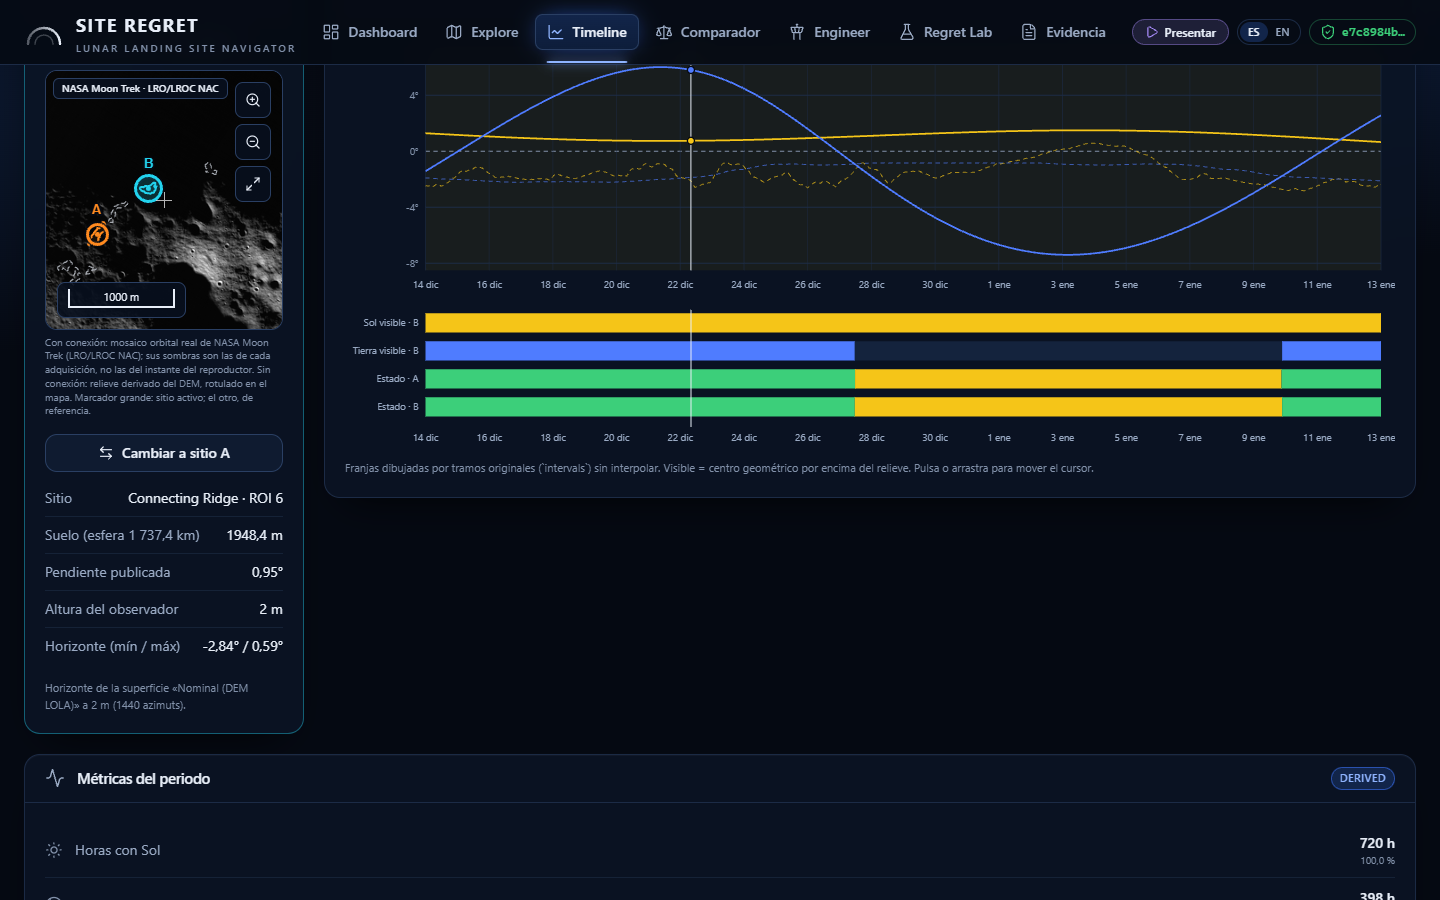 SITE REGRET
LUNAR LANDING SITE NAVIGATOR
Dashboard
Explore
Timeline
Comparador
Engineer
Regret Lab
Evidencia
Presentar
ES EN
e7c8984b…
NASA Moon Trek · LRO/LROC NAC
B
A
1000 m
Con conexión: mosaico orbital real de NASA Moon
Trek (LRO/LROC NAC); sus sombras son las de cada
adquisición, no las del instante del reproductor. Sin
conexión: relieve derivado del DEM, rotulado en el
mapa. Marcador grande: sitio activo; el otro, de
referencia.
Cambiar a sitio A
Sitio Connecting Ridge · ROI 6
Suelo (esfera 1 737,4 km) 1948,4 m
Pendiente publicada 0,95°
Altura del observador 2 m
Horizonte (mín / máx) -2,84° / 0,59°
Horizonte de la superficie «Nominal (DEM
LOLA)» a 2 m (1440 azimuts).
4°
0°
-4°
-8°
14 dic 16 dic 18 dic 20 dic 22 dic 24 dic 26 dic 28 dic 30 dic 1 ene 3 ene 5 ene 7 ene 9 ene 11 ene 13 ene
Sol visible · B
Tierra visible · B
Estado · A
Estado · B
14 dic 16 dic 18 dic 20 dic 22 dic 24 dic 26 dic 28 dic 30 dic 1 ene 3 ene 5 ene 7 ene 9 ene 11 ene 13 ene
Franjas dibujadas por tramos originales (`intervals`) sin interpolar. Visible = centro geométrico por encima del relieve. Pulsa o arrastra para mover el cursor.
Métricas del periodo
DERIVED
Horas con Sol
720 h
100,0 %
398 h